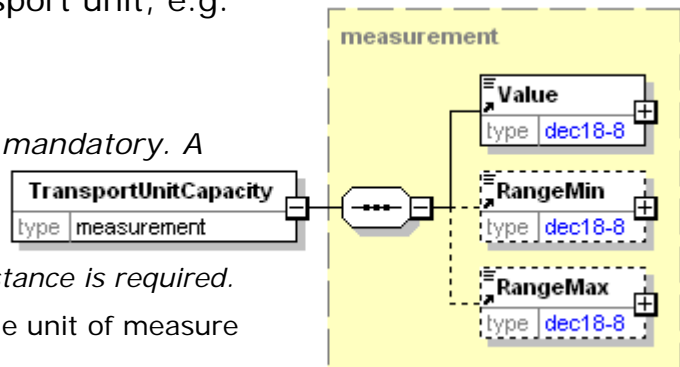 sport unit, e.g.
mandatory. A
stance is required.
e unit of measure
TransportUnitCapacity
type measurement
measurement
Value
type dec18-8
RangeMin
type dec18-8
RangeMax
type dec18-8